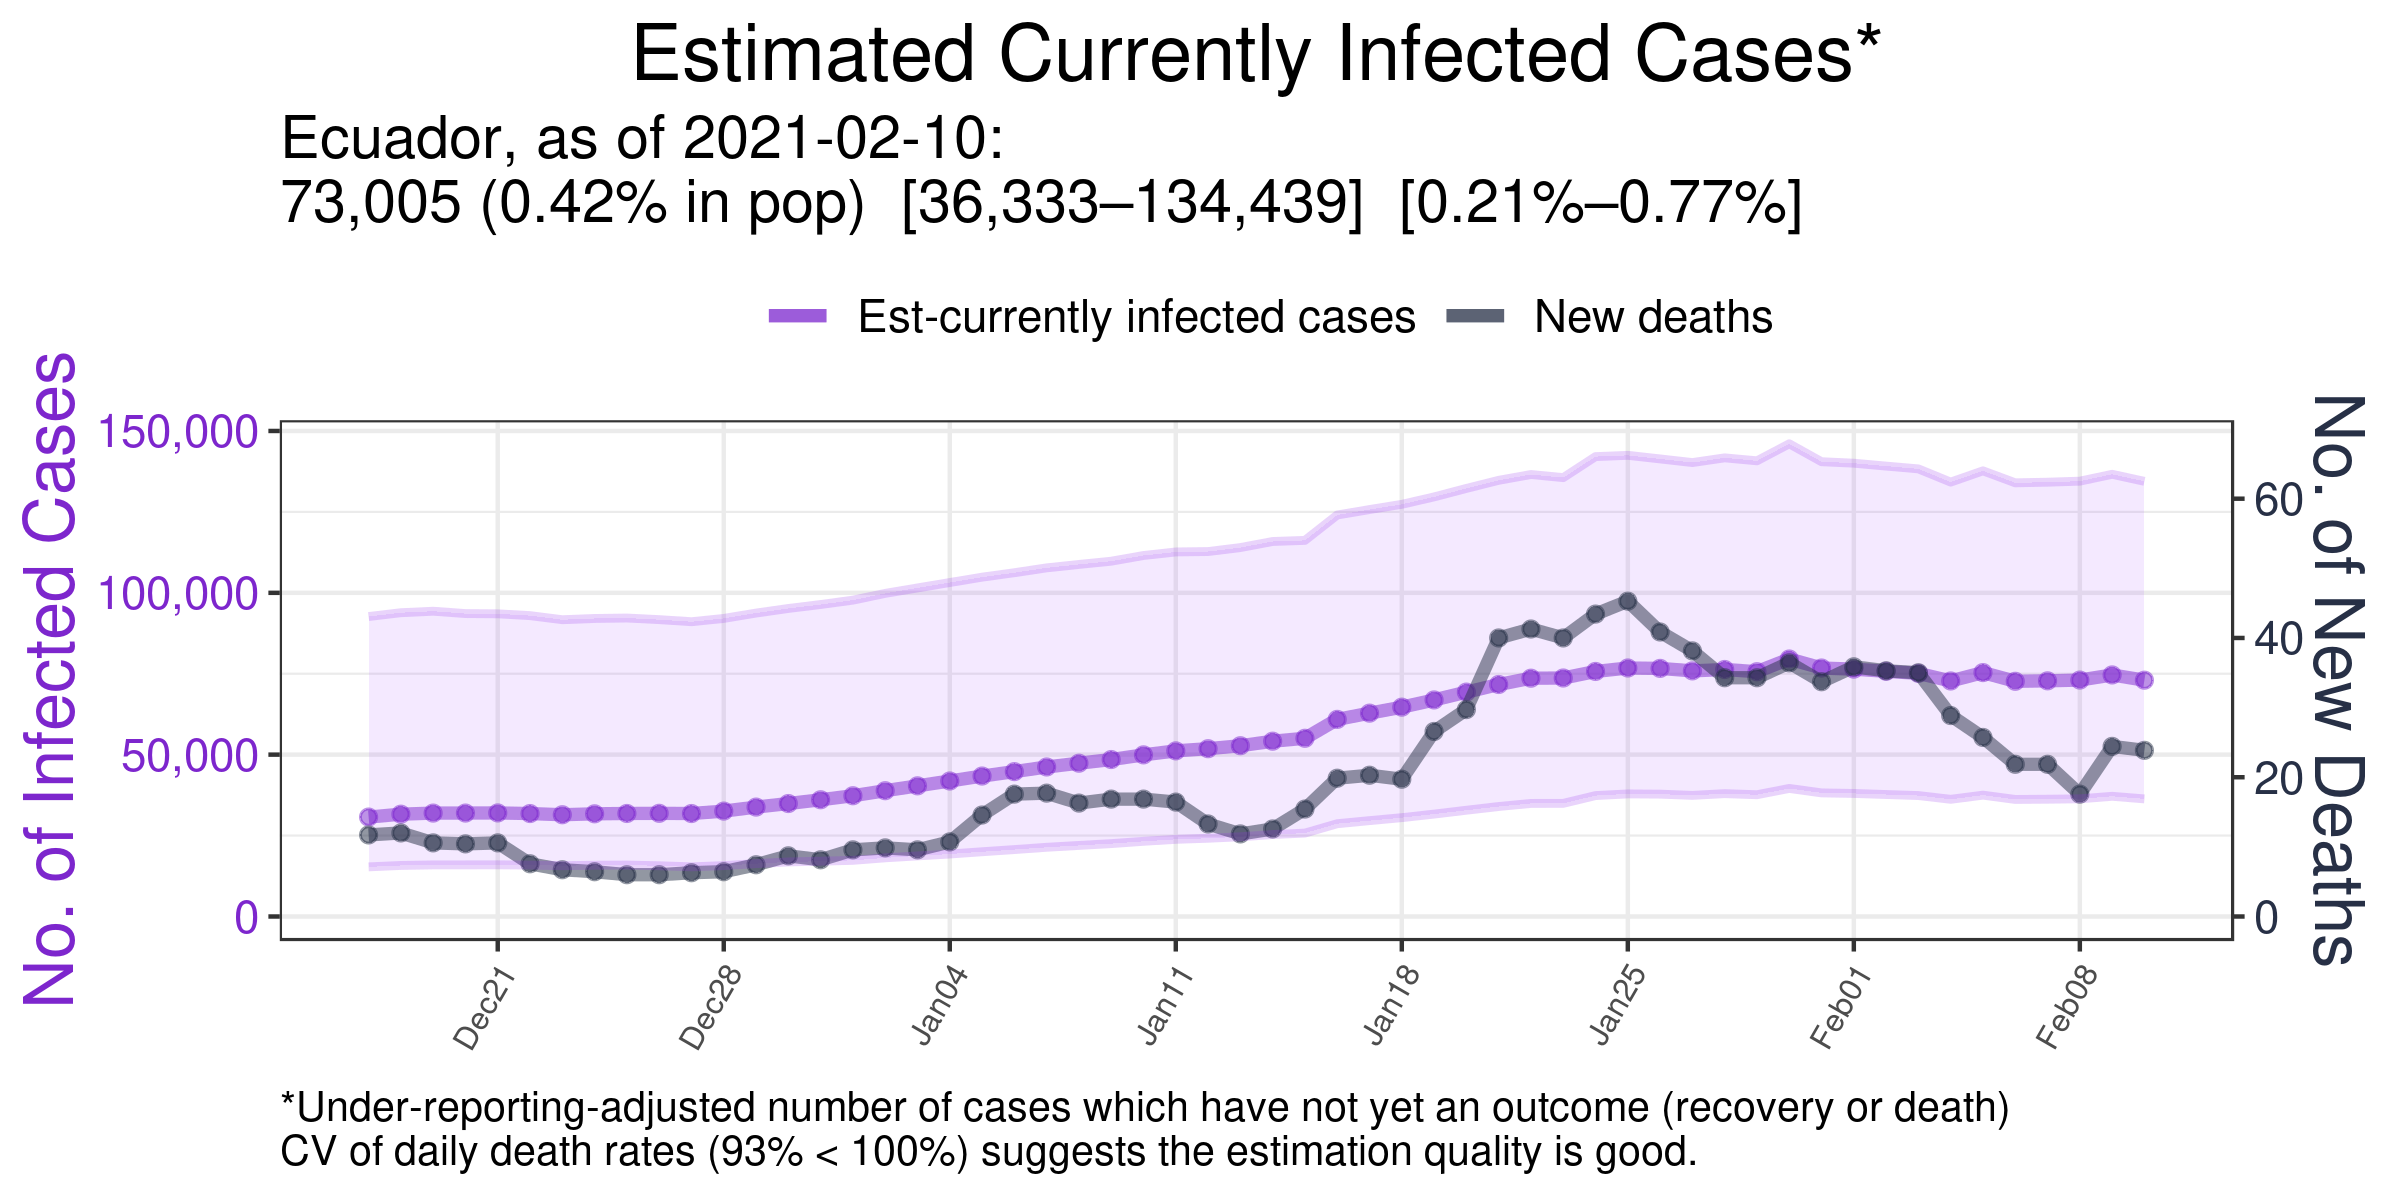 Estimated Currently Infected Cases*
Ecuador, as of 2021-02-10:
73,005 (0.42% in pop)  [36,333–134,439]  [0.21%–0.77%]
Est-currently infected cases
New deaths
No. of Infected Cases
150,000
100,000
50,000
0
60
40
20
0
No. of New Deaths
Dec21
Dec28
Jan04
Jan11
Jan18
Jan25
Feb01
Feb08
*Under-reporting-adjusted number of cases which have not yet an outcome (recovery or death)
CV of daily death rates (93% < 100%) suggests the estimation quality is good.